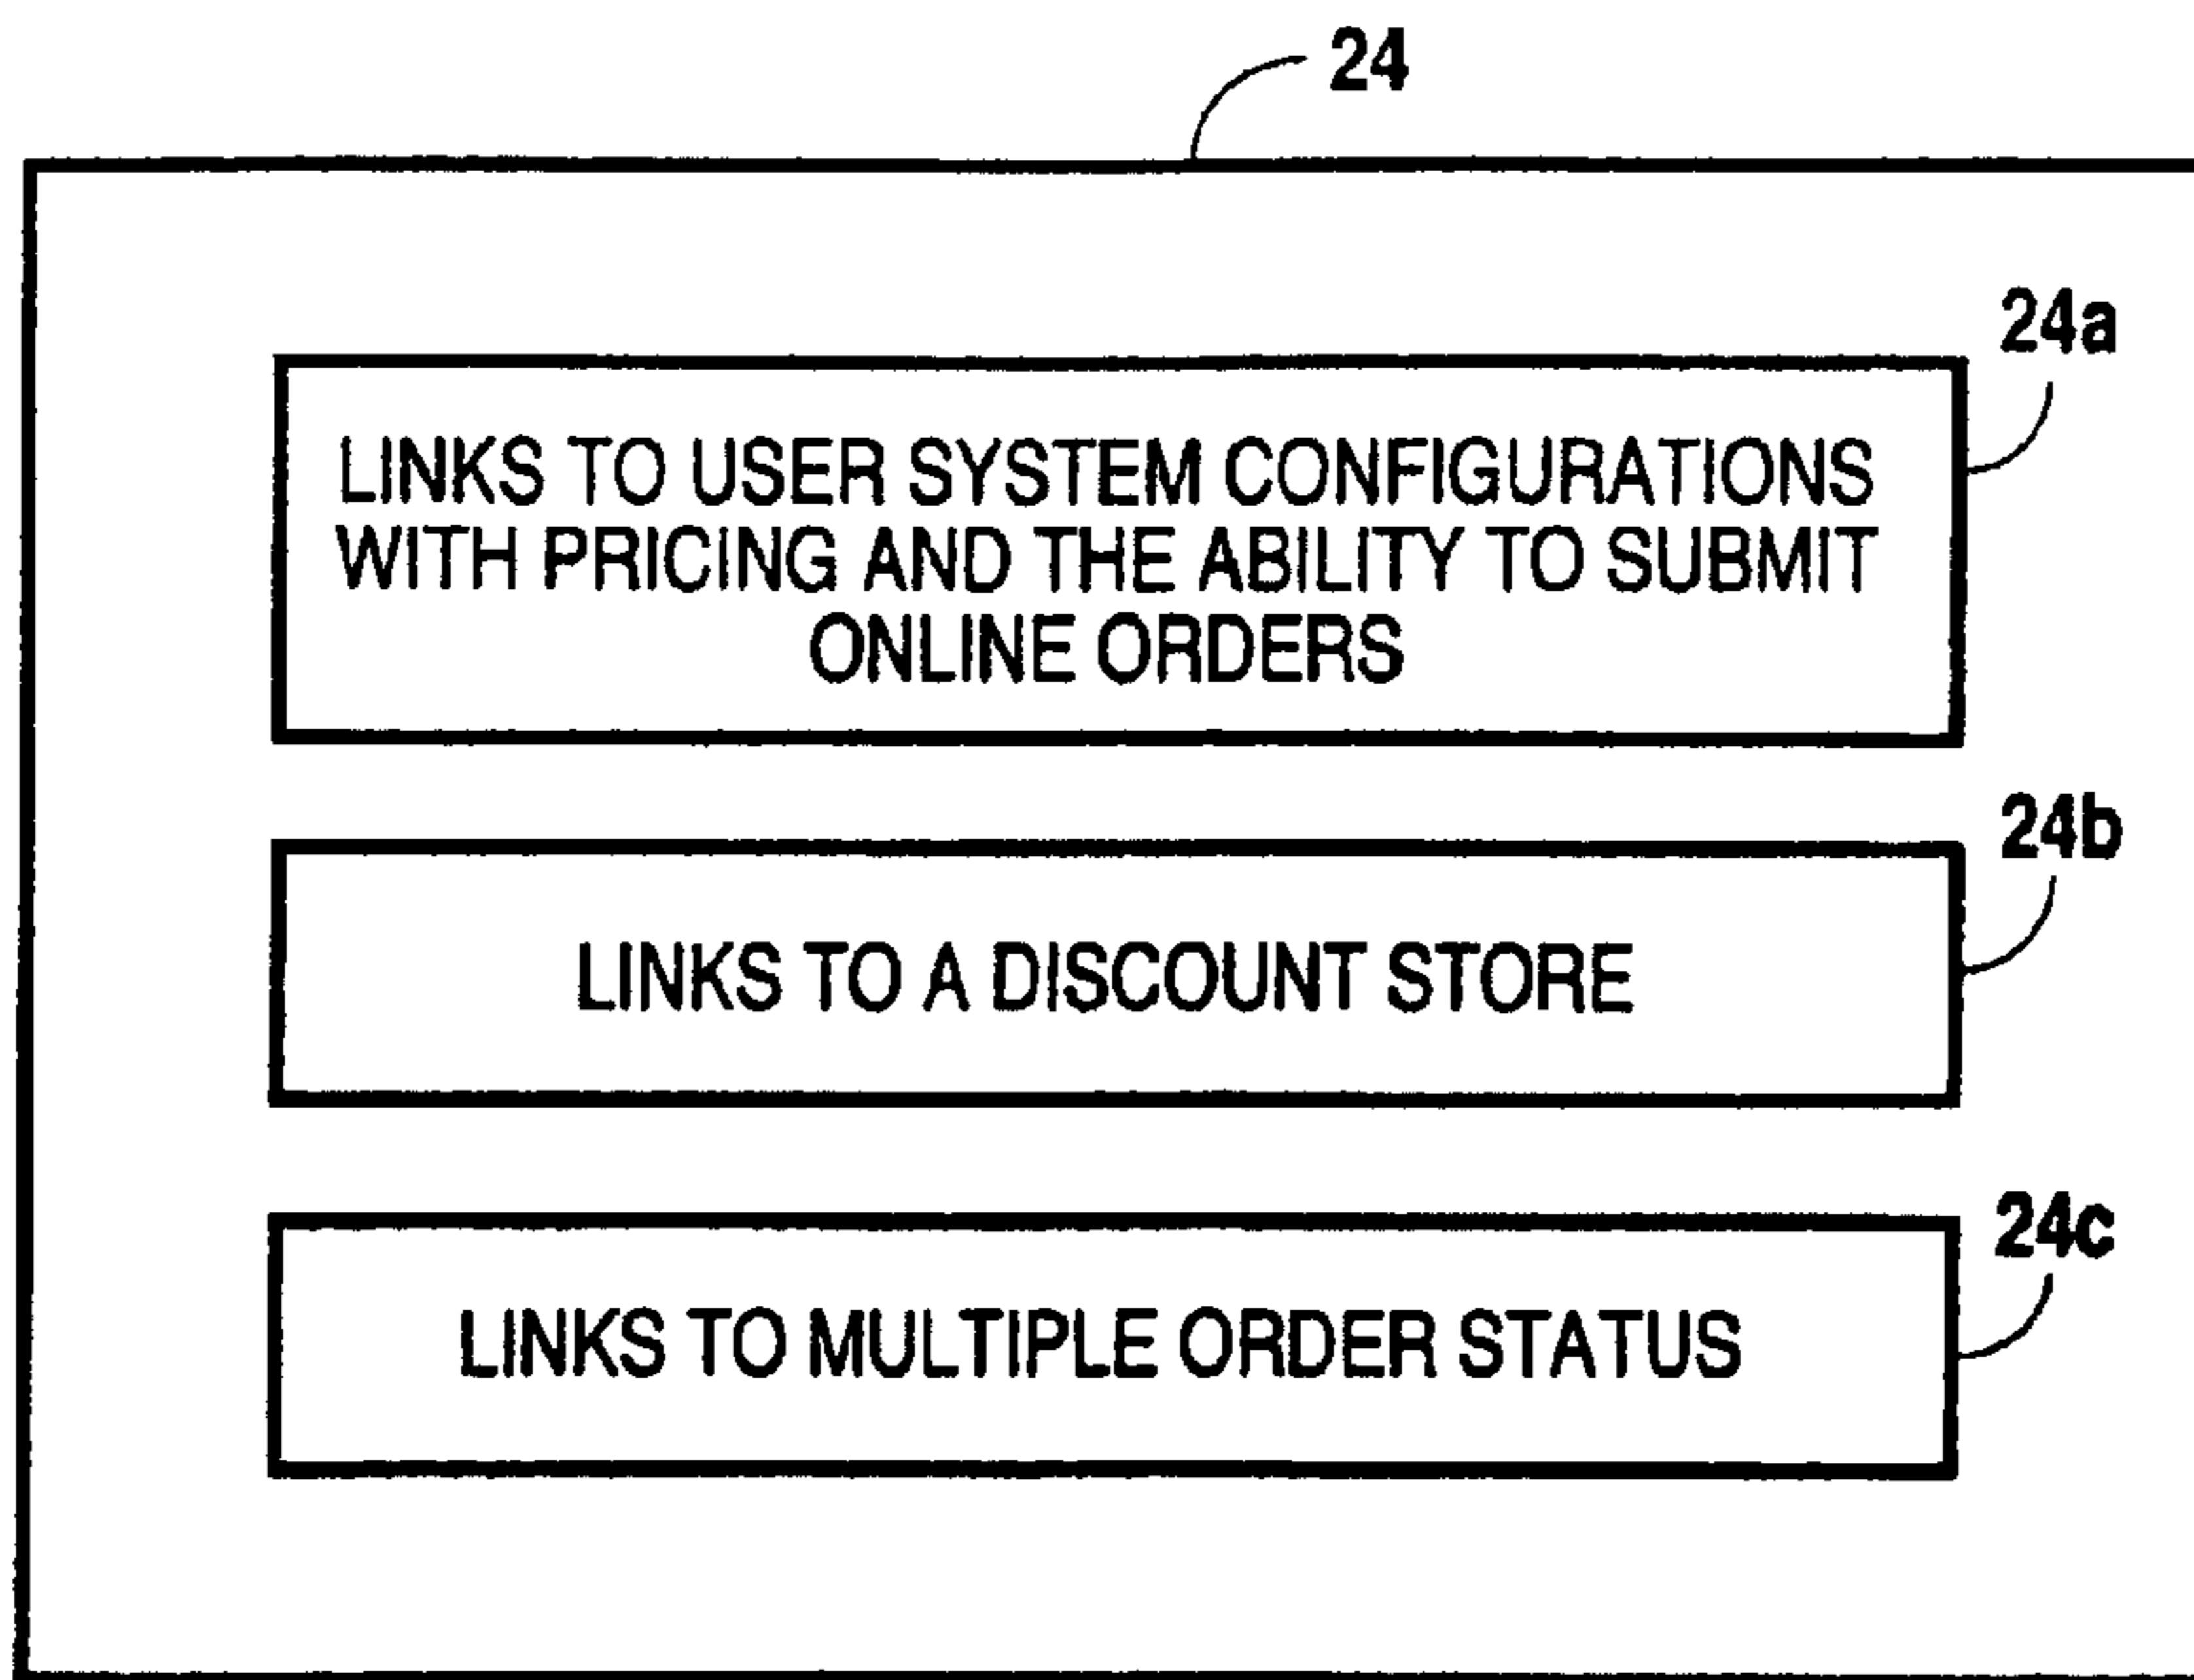 24
24a
LINKS TO USER SYSTEM CONFIGURATIONS
WITH PRICING AND THE ABILITY TO SUBMIT
ONLINE ORDERS
24b
LINKS TO A DISCOUNT STORE
24c
LINKS TO MULTIPLE ORDER STATUS